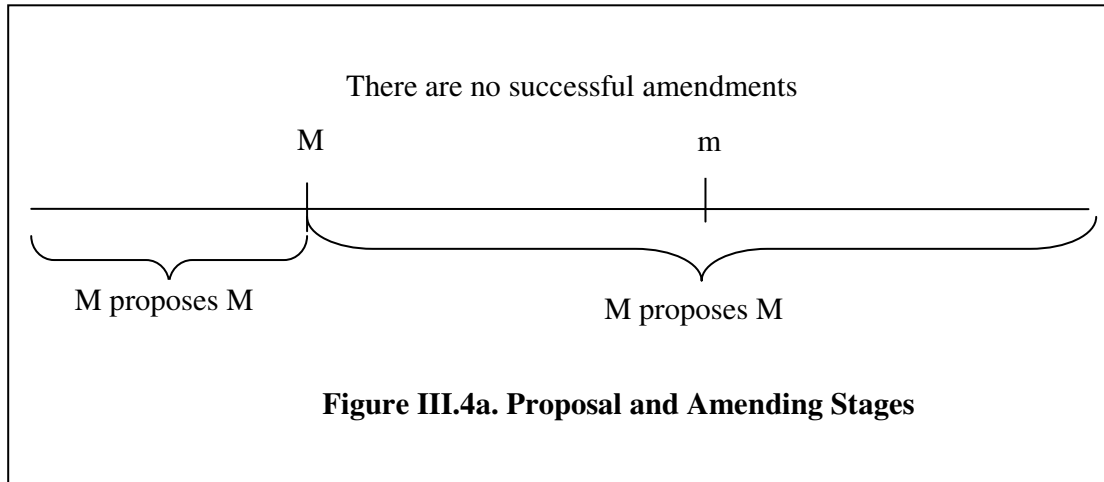 There are no successful amendments
M m
M proposes M M proposes M
Figure III.4a. Proposal and Amending Stages